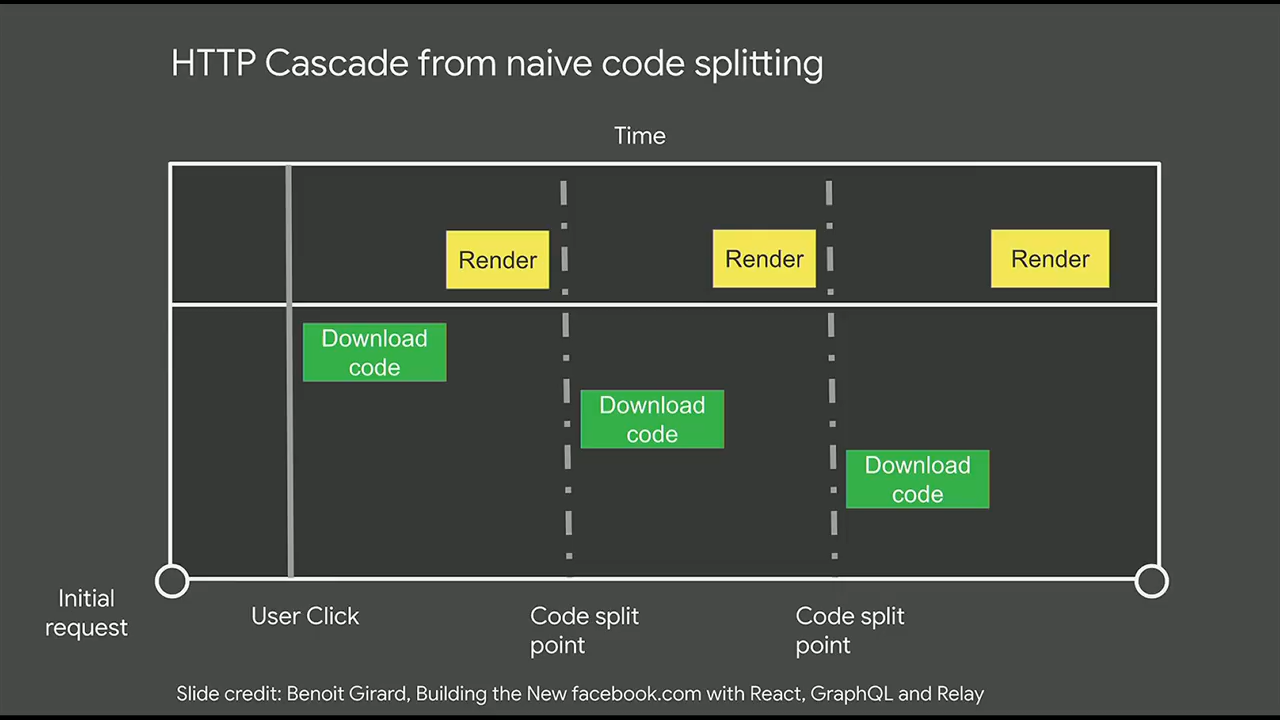 HTTP Cascade from naive code splitting
Time
Render
Render
Render
Download
code
Download
code
Download
code
Initial
request
User Click
Code split
point
Code split
point
Slide credit: Benoit Girard, Building the New facebook.com with React, GraphQL and Relay